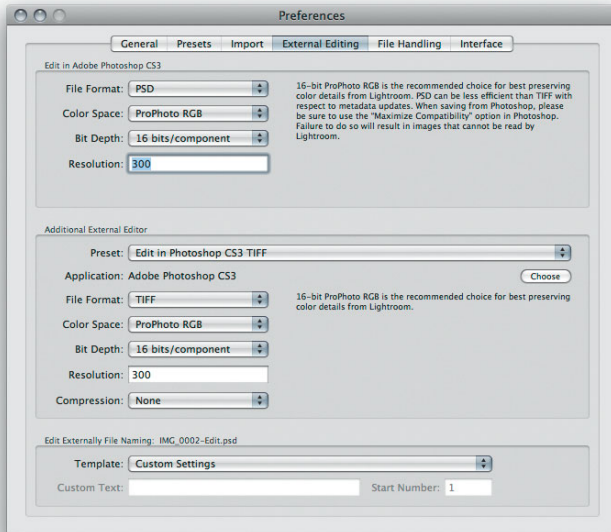 Preferences
General Presets Import External Editing File Handling Interface
Edit in Adobe Photoshop CS3
File Format: PSD
Color Space: ProPhoto RGB
Bit Depth: 16 bits/component
Resolution: 300
16-bit ProPhoto RGB is the recommended choice for best preserving
color details from Lightroom. PSD can be less efficient than TIFF with
respect to metadata updates. When saving from Photoshop, please
be sure to use the "Maximize Compatibility" option in Photoshop.
Failure to do so will result in images that cannot be read by
Lightroom.
Additional External Editor
Preset: Edit in Photoshop CS3 TIFF
Application: Adobe Photoshop CS3 Choose
File Format: TIFF
Color Space: ProPhoto RGB
Bit Depth: 16 bits/component
Resolution: 300
Compression: None
16-bit ProPhoto RGB is the recommended choice for best preserving
color details from Lightroom.
Edit Externally File Naming: IMG_0002-Edit.psd
Template: Custom Settings
Custom Text: Start Number: 1